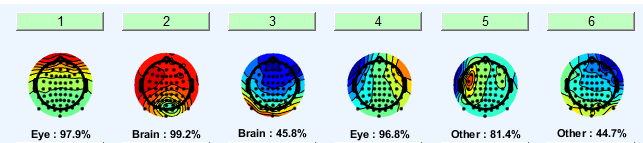 1 2 3 4 5 6
Eye : 97.9% Brain : 99.2% Brain : 45.8% Eye : 96.8% Other : 81.4% Other : 44.7%